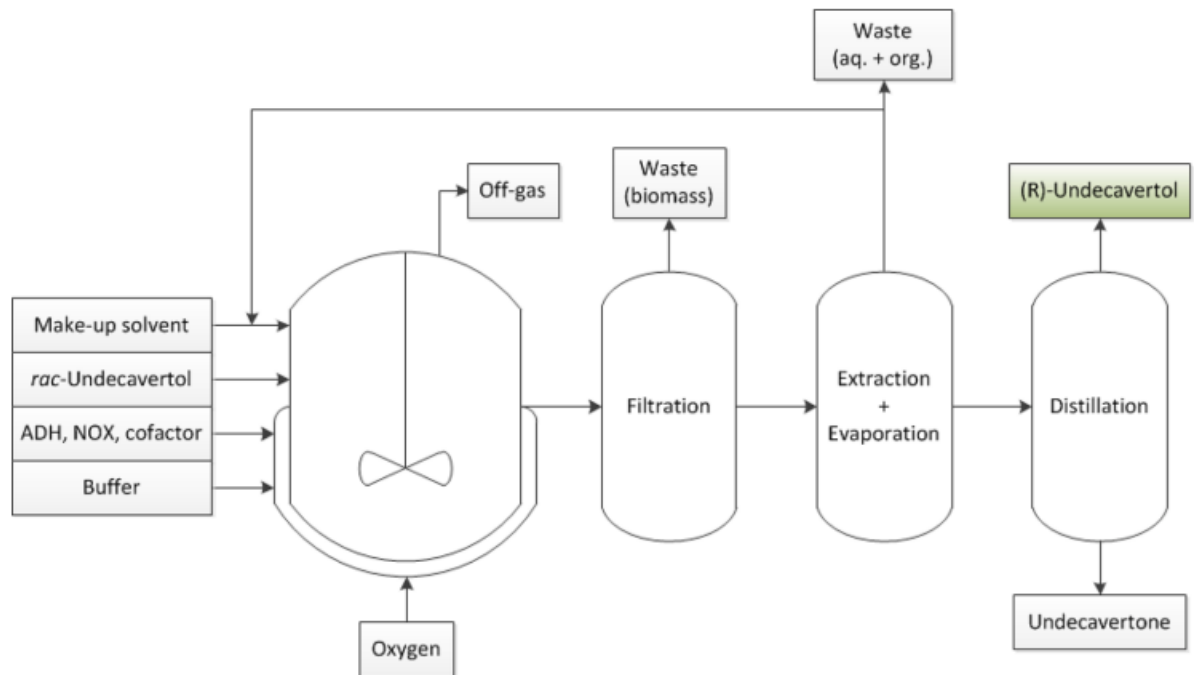 Waste
(aq. + org.)
Off-gas
Waste
(biomass)
(R)-Undecavertol
Make-up solvent
rac-Undecavertol
ADH, NOX, cofactor
Buffer
Filtration
Extraction
+
Evaporation
Distillation
Oxygen
Undecavertone